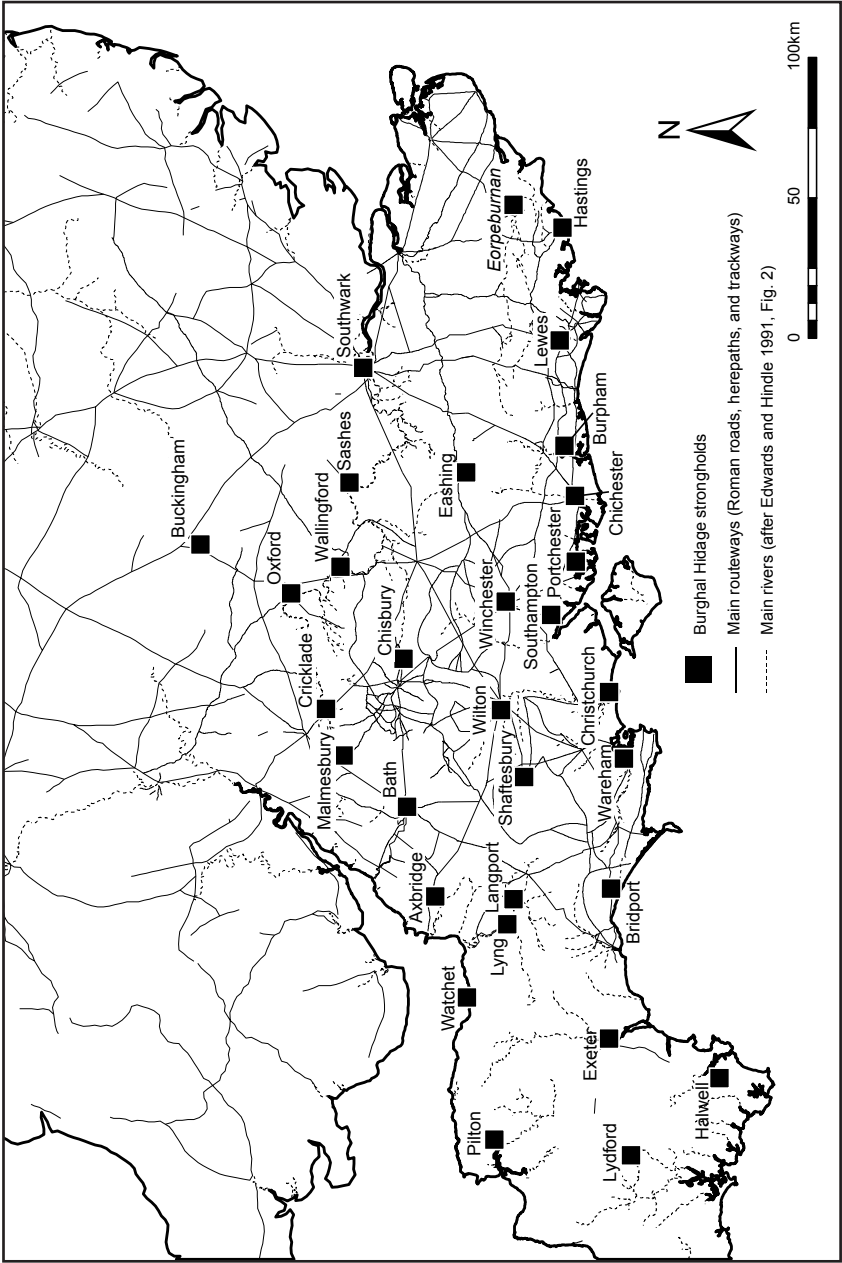 Buckingham
Oxford
Cricklade
Malmesbury
Wallingford
Sashes
Southwark
Chisbury
Bath
Axbridge
Eashing
Watchet
Pilton
Lyng
Langport
Wilton
Winchester
Eorpeburnan
Shaftesbury
Southampton
Portchester
Lewes
Hastings
Exeter
Lydford
Christchurch
Wareham
Burpham
Chichester
Bridport
Halwell
N
Burghal Hidage strongholds
Main routeways (Roman roads, herepaths, and trackways)
Main rivers (after Edwards and Hindle 1991, Fig. 2)
0 50 100km